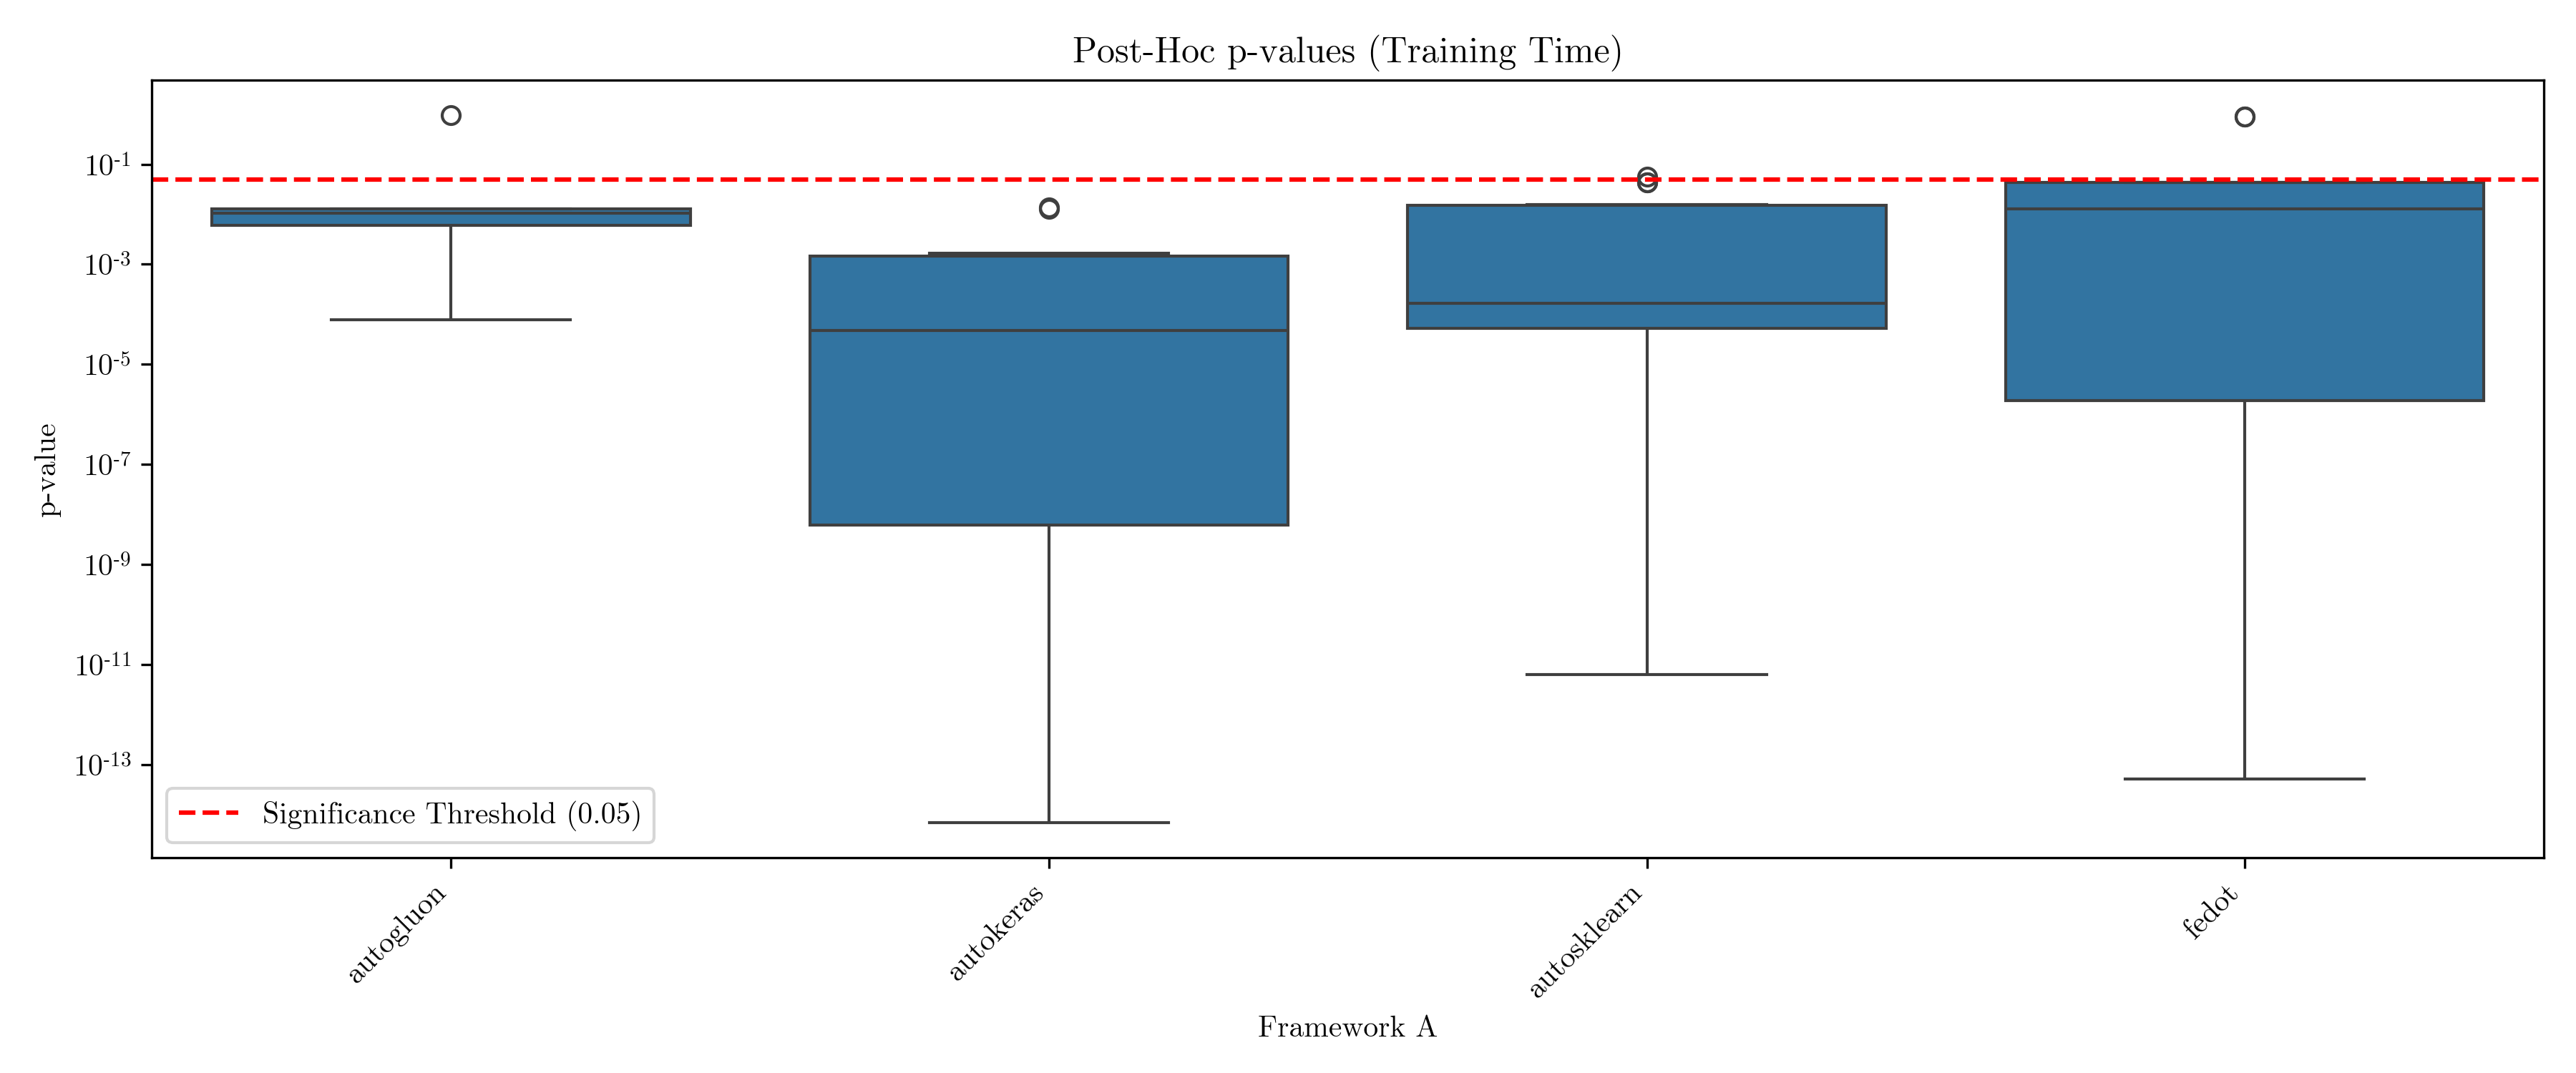 Post-Hoc p-values (Training Time)
p-value
10^-1
10^-3
10^-5
10^-7
10^-9
10^-11
10^-13
Significance Threshold (0.05)
autogluon
autokeras
autosklearn
fedot
Framework A